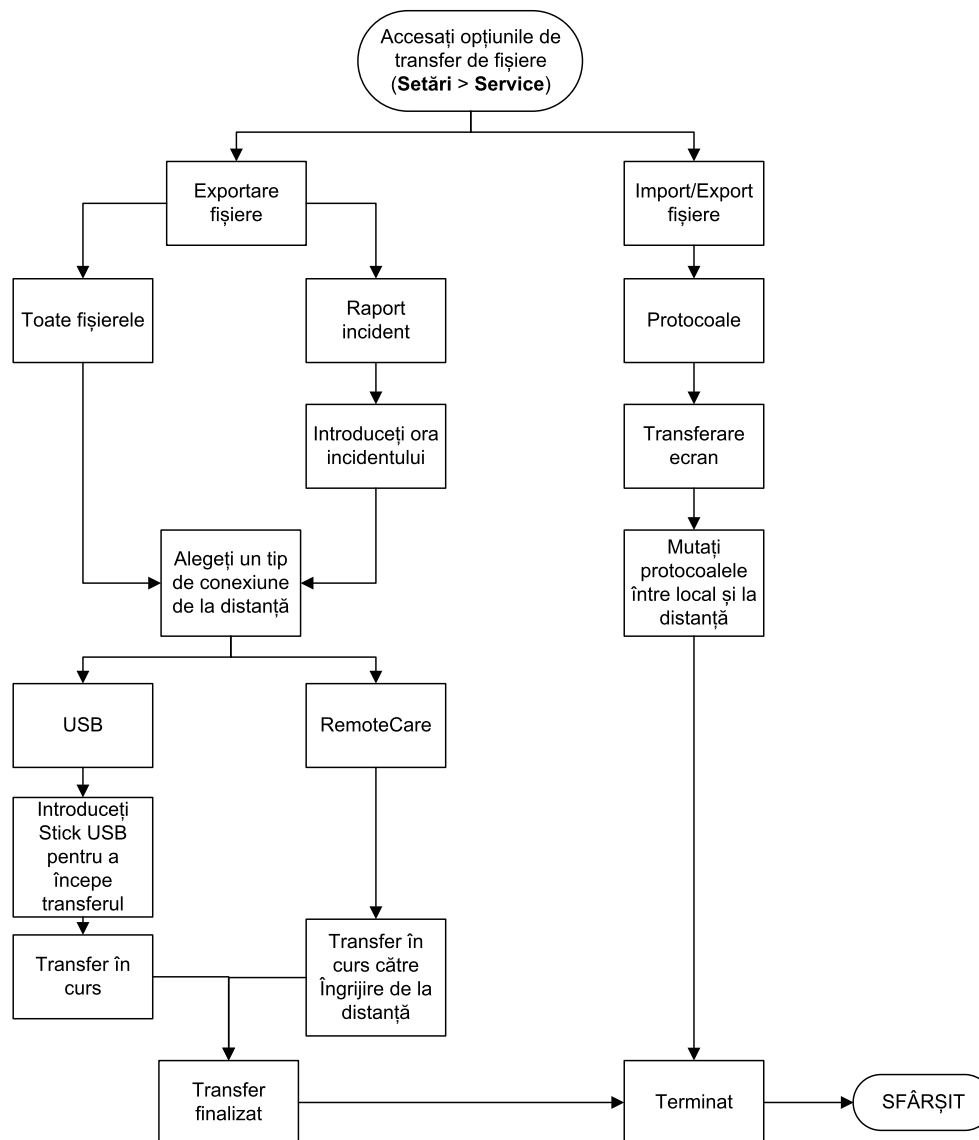 Accesați opțiunile de
transfer de fișiere
(Setări > Service)
Exportare
fișiere
Import/Export
fișiere
Toate fișierele
Raport
incident
Protocoale
Introduceți ora
incidentului
Transferare
ecran
Alegeți un tip
de conexiune
de la distanță
Mutați
protocoalele
între local și la
distanță
USB
RemoteCare
Introduceți
Stick USB
pentru a
începe
transferul
Transfer în
curs
Transfer în
curs către
Îngrijire de la
distanță
Transfer
finalizat
Terminat
SFÂRȘIT